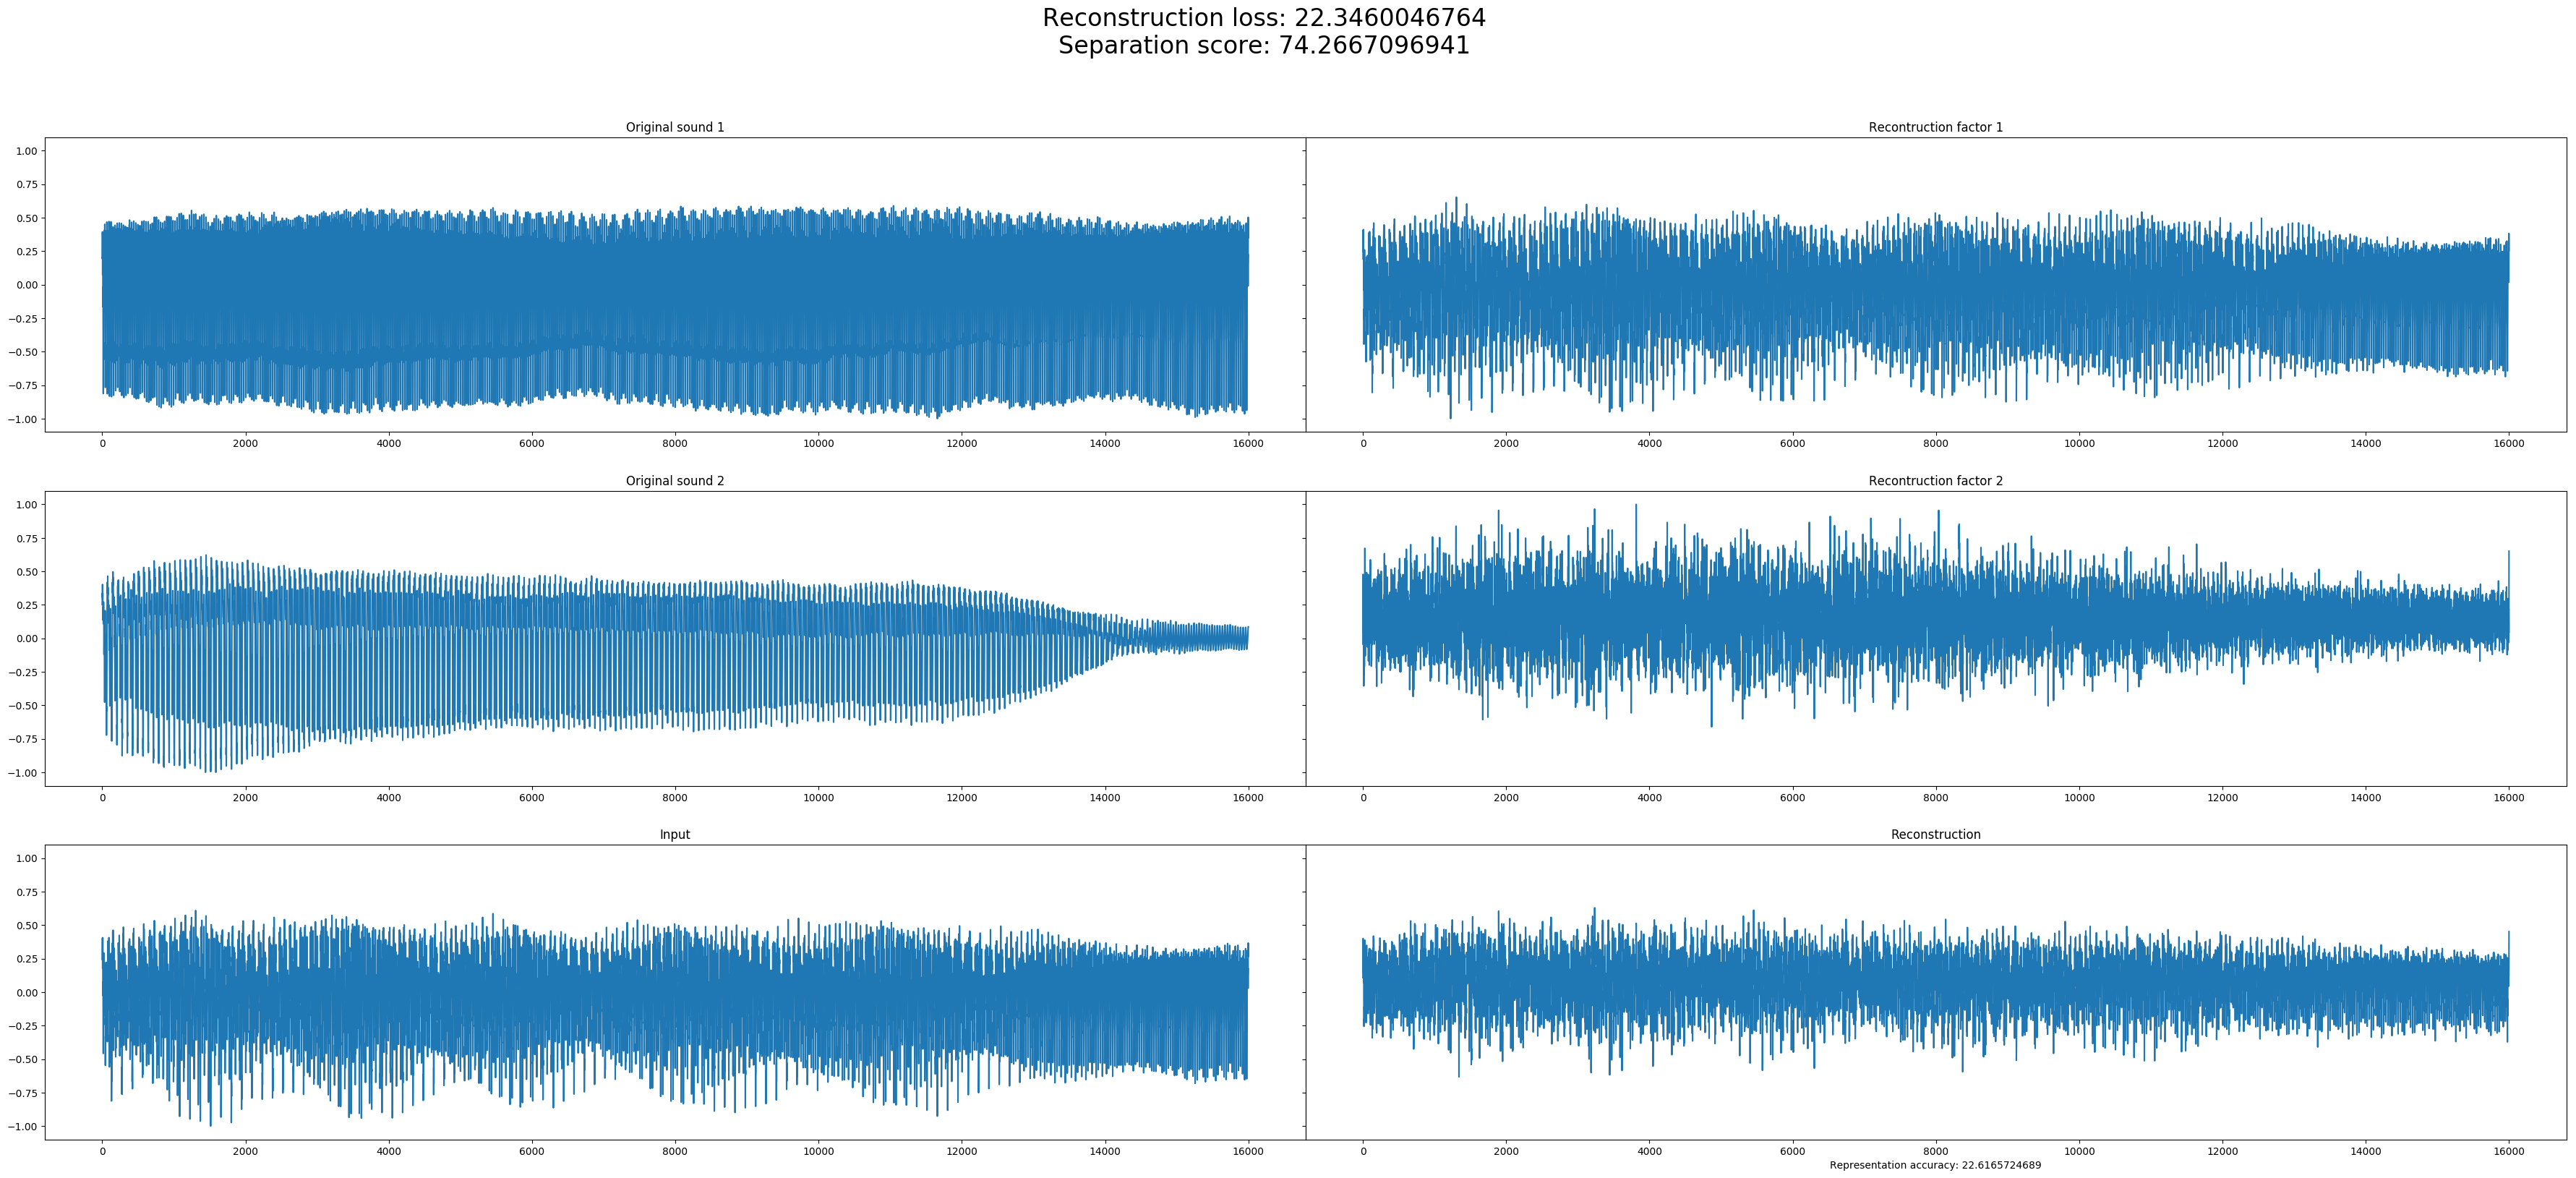 Reconstruction loss: 22.3460046764
Separation score: 74.2667096941
Original sound 1
Recontruction factor 1
1.00
0.75
0.50
0.25
0.00
−0.25
−0.50
−0.75
−1.00
0 2000 4000 6000 8000 10000 12000 14000 16000
0 2000 4000 6000 8000 10000 12000 14000 16000
Original sound 2
Recontruction factor 2
1.00
0.75
0.50
0.25
0.00
−0.25
−0.50
−0.75
−1.00
0 2000 4000 6000 8000 10000 12000 14000 16000
0 2000 4000 6000 8000 10000 12000 14000 16000
Input
Reconstruction
1.00
0.75
0.50
0.25
0.00
−0.25
−0.50
−0.75
−1.00
0 2000 4000 6000 8000 10000 12000 14000 16000
0 2000 4000 6000 8000 10000 12000 14000 16000
Representation accuracy: 22.6165724689